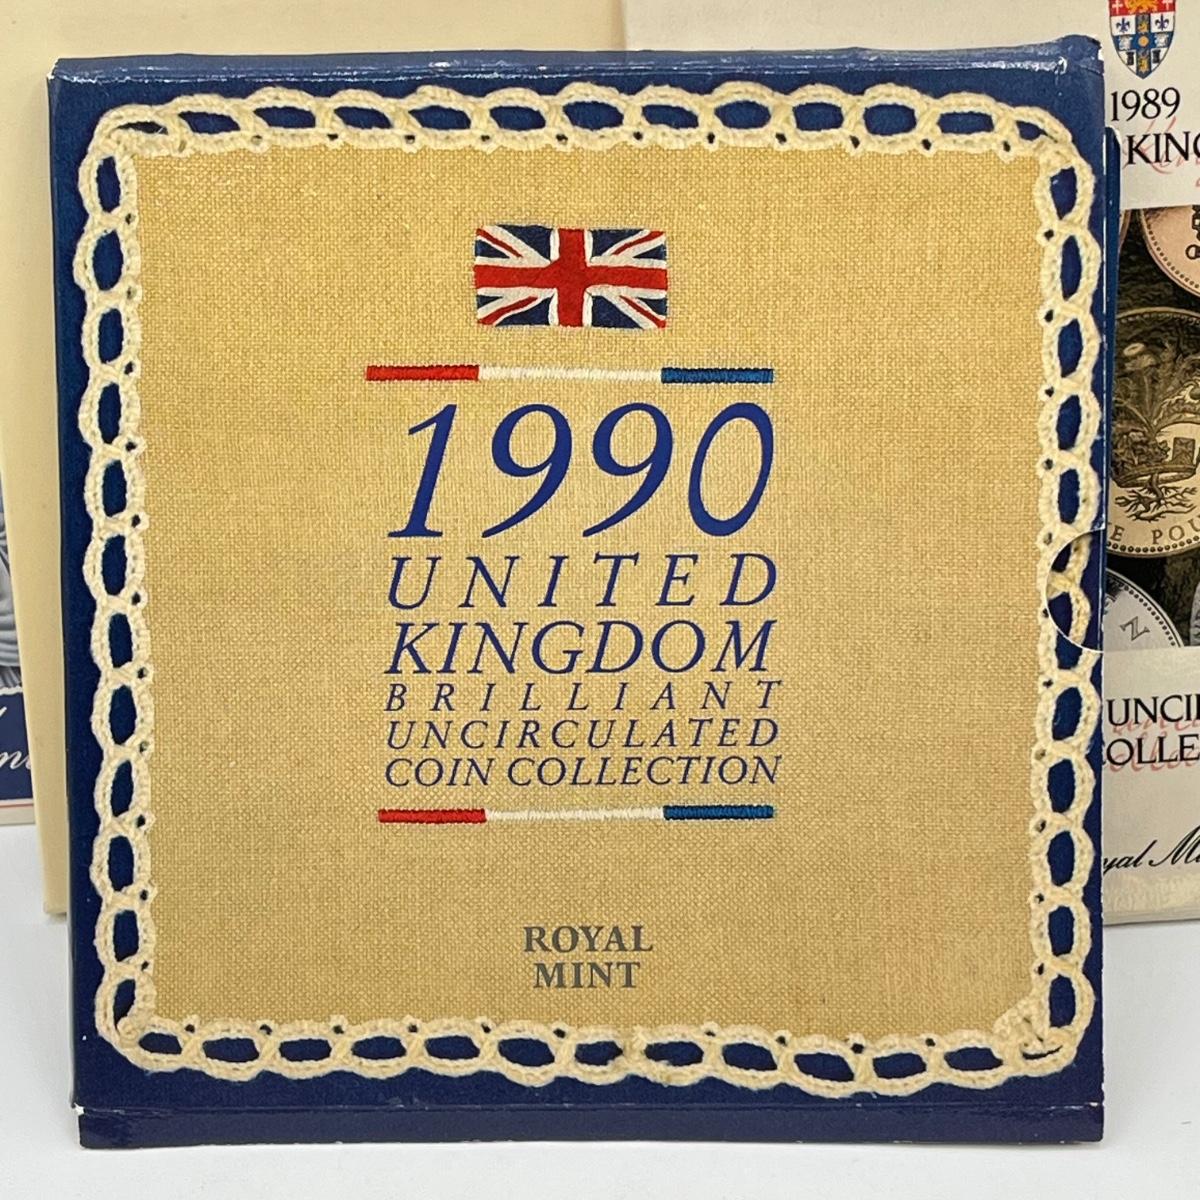 1990
UNITED
KINGDOM
BRILLIANT
UNCIRCULATED
COIN COLLECTION
ROYAL
MINT
1989